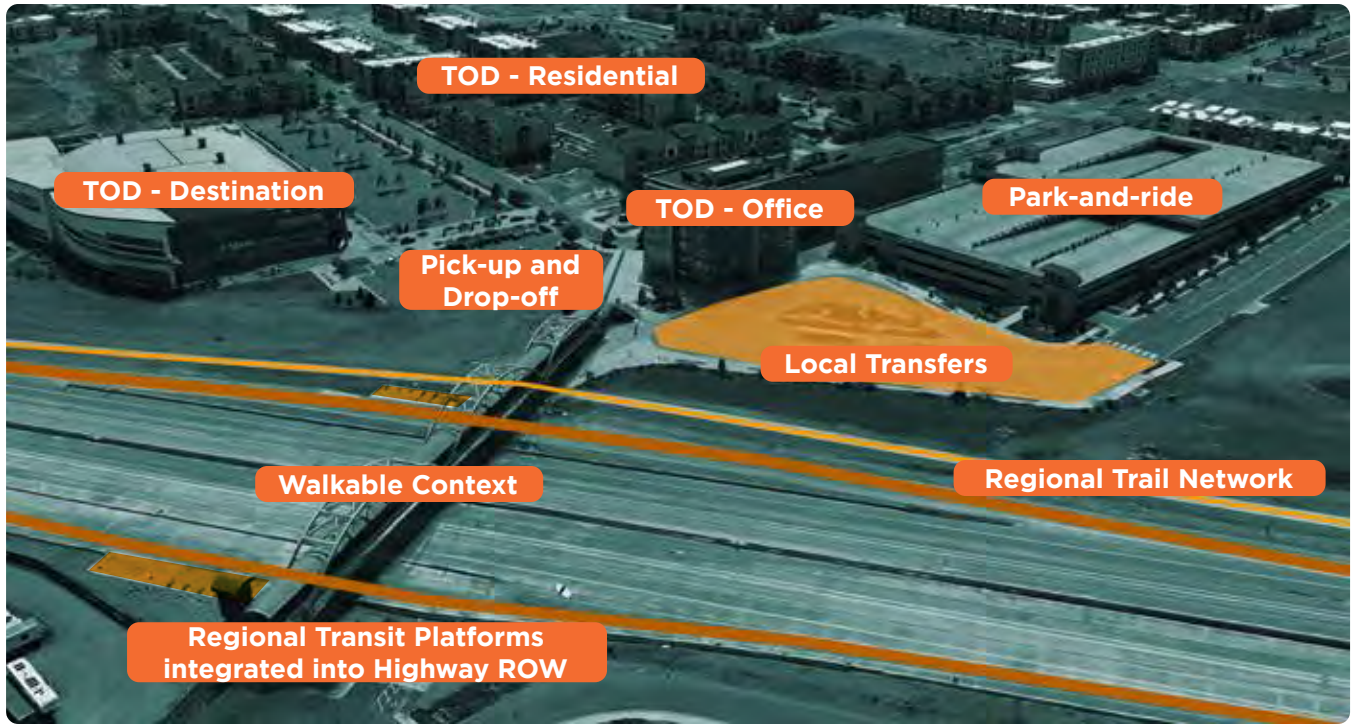 TOD - Residential
TOD - Destination
TOD - Office
Park-and-ride
Pick-up and
Drop-off
Local Transfers
Walkable Context
Regional Trail Network
Regional Transit Platforms
integrated into Highway ROW